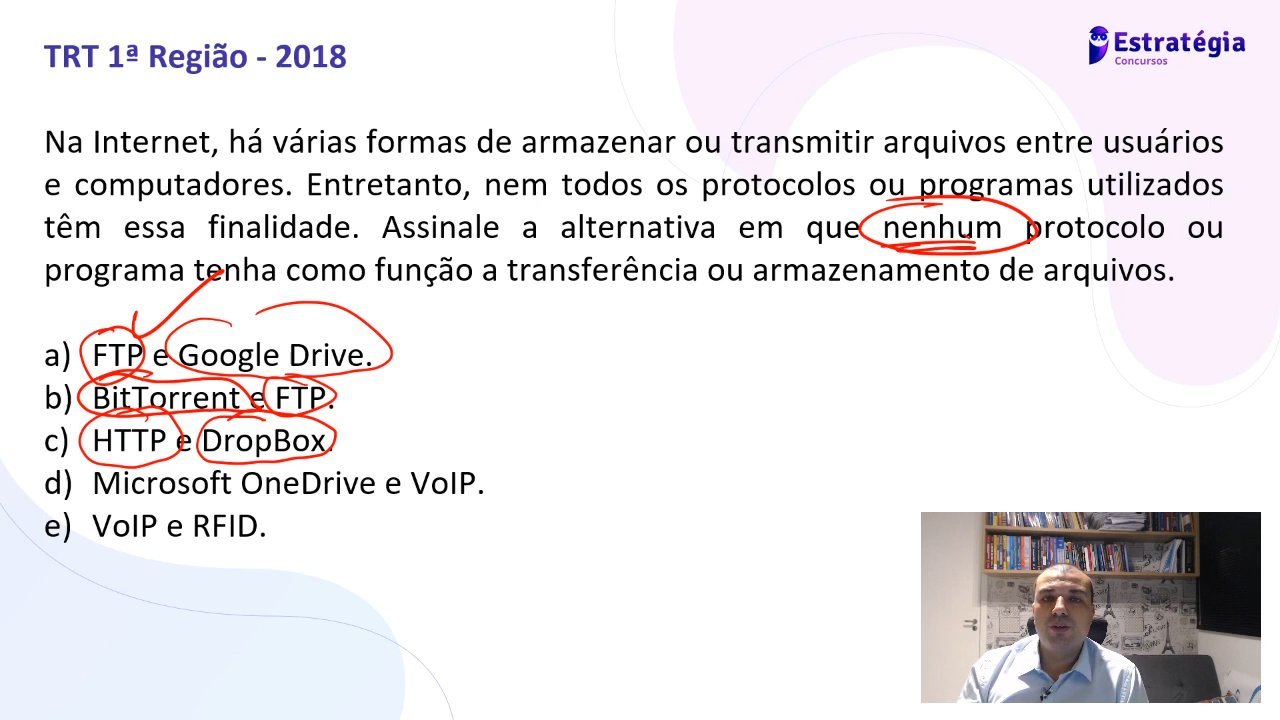 TRT 1ª Região - 2018
Estratégia
Concursos
Na Internet, há várias formas de armazenar ou transmitir arquivos entre usuários
e computadores. Entretanto, nem todos os protocolos ou programas utilizados
têm essa finalidade. Assinale a alternativa em que nenhum protocolo ou
programa tenha como função a transferência ou armazenamento de arquivos.
a) FTP e Google Drive.
b) BitTorrent e FTP.
c) HTTP e DropBox.
d) Microsoft OneDrive e VoIP.
e) VoIP e RFID.